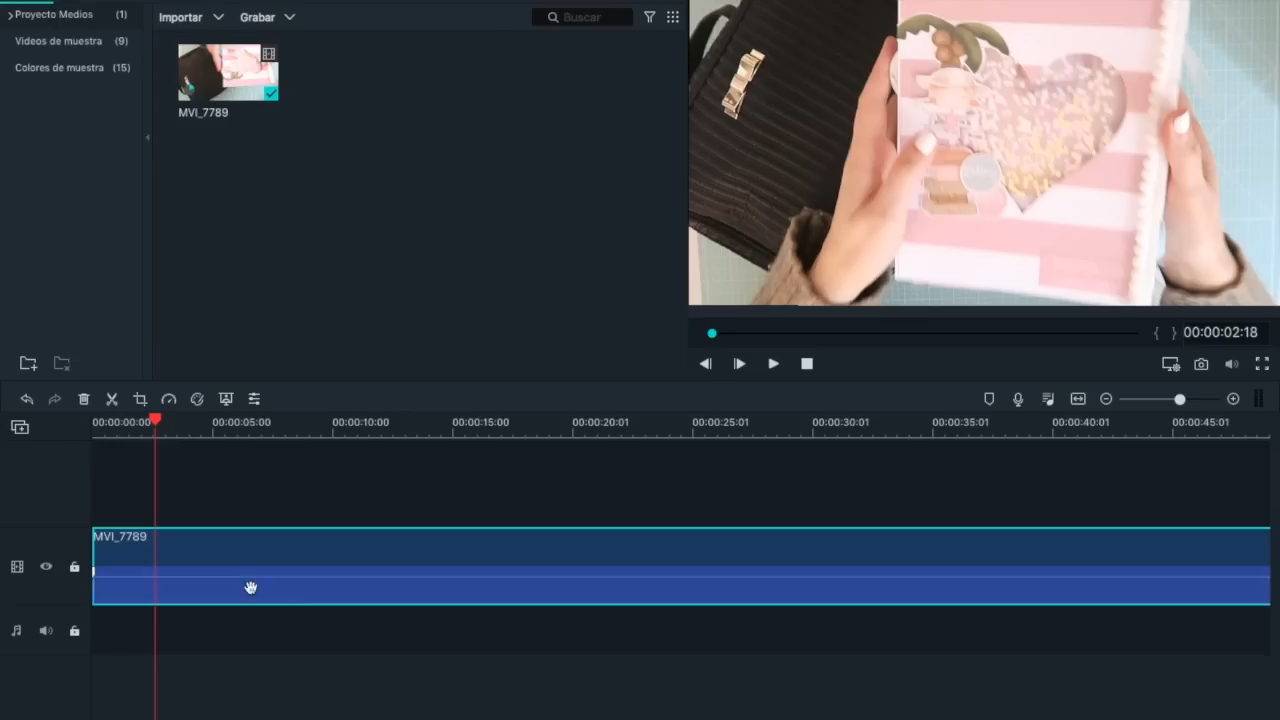 Proyecto Medios (1)
Videos de muestra (9)
Colores de muestra (15)
Importar
Grabar
Buscar
MVI_7789
{ } 00:00:02:18
00:00:00:00 00:00:05:00 00:00:10:00 00:00:15:00 00:00:20:01 00:00:25:01 00:00:30:01 00:00:35:01 00:00:40:01 00:00:45:01
MVI_7789